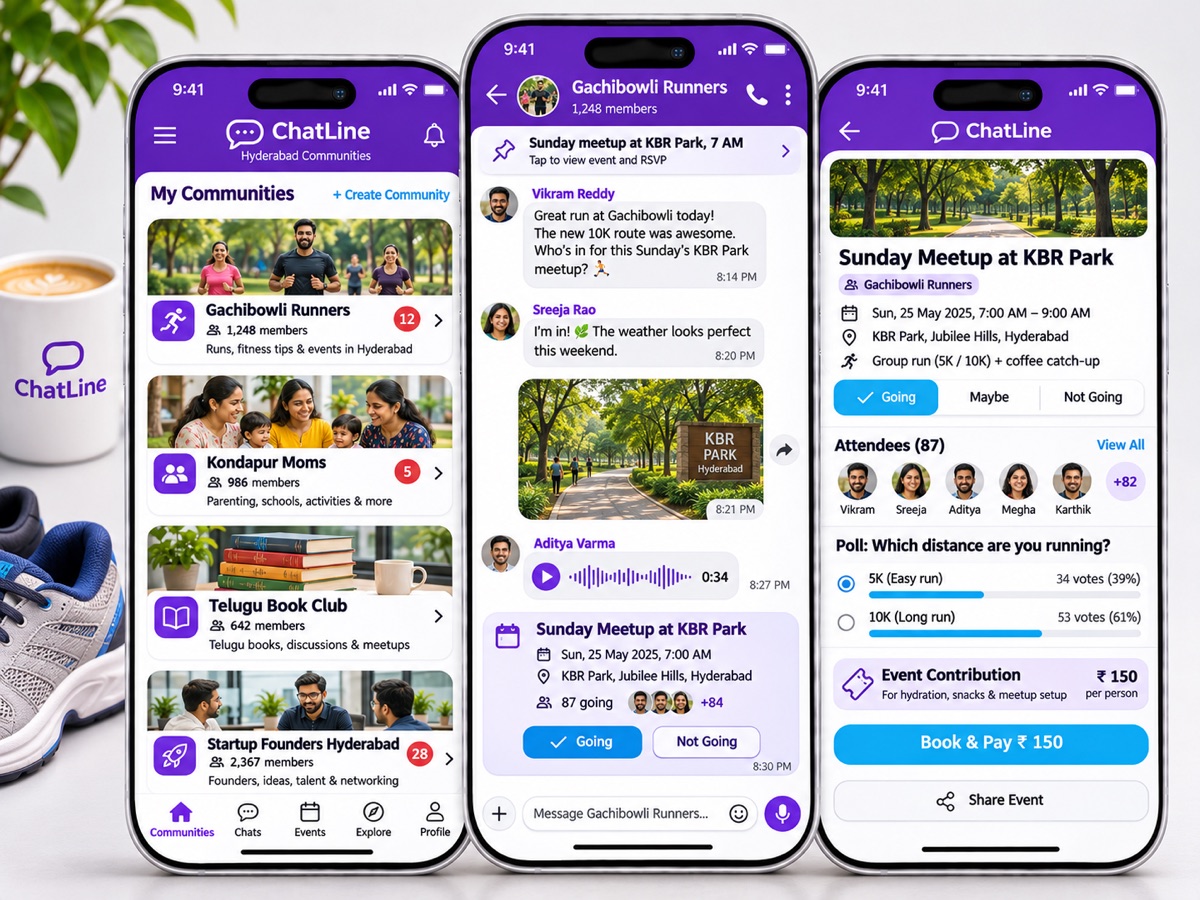 ChatLine
9:41
ChatLine
Hyderabad Communities
My Communities
+ Create Community
Gachibowli Runners
1,248 members
Runs, fitness tips & events in Hyderabad
12
Kondapur Moms
986 members
Parenting, schools, activities & more
5
Telugu Book Club
642 members
Telugu books, discussions & meetups
Startup Founders Hyderabad
2,367 members
Founders, ideas, talent & networking
28
Communities
Chats
Events
Explore
Profile
9:41
Gachibowli Runners
1,248 members
Sunday meetup at KBR Park, 7 AM
Tap to view event and RSVP
Vikram Reddy
Great run at Gachibowli today!
The new 10K route was awesome.
Who's in for this Sunday's KBR Park
meetup? 🏃
8:14 PM
Sreeja Rao
I'm in! 🌿 The weather looks perfect
this weekend.
8:20 PM
KBR
PARK
Hyderabad
8:21 PM
Aditya Varma
0:34
8:27 PM
Sunday Meetup at KBR Park
Sun, 25 May 2025, 7:00 AM
KBR Park, Jubilee Hills, Hyderabad
87 going
+84
Going
Not Going
8:30 PM
Message Gachibowli Runners...
9:41
ChatLine
Sunday Meetup at KBR Park
Gachibowli Runners
Sun, 25 May 2025, 7:00 AM – 9:00 AM
KBR Park, Jubilee Hills, Hyderabad
Group run (5K / 10K) + coffee catch-up
Going
Maybe
Not Going
Attendees (87)
View All
Vikram
Sreeja
Aditya
Megha
Karthik
+82
Poll: Which distance are you running?
5K (Easy run)
34 votes (39%)
10K (Long run)
53 votes (61%)
Event Contribution
For hydration, snacks & meetup setup
₹ 150
per person
Book & Pay ₹ 150
Share Event